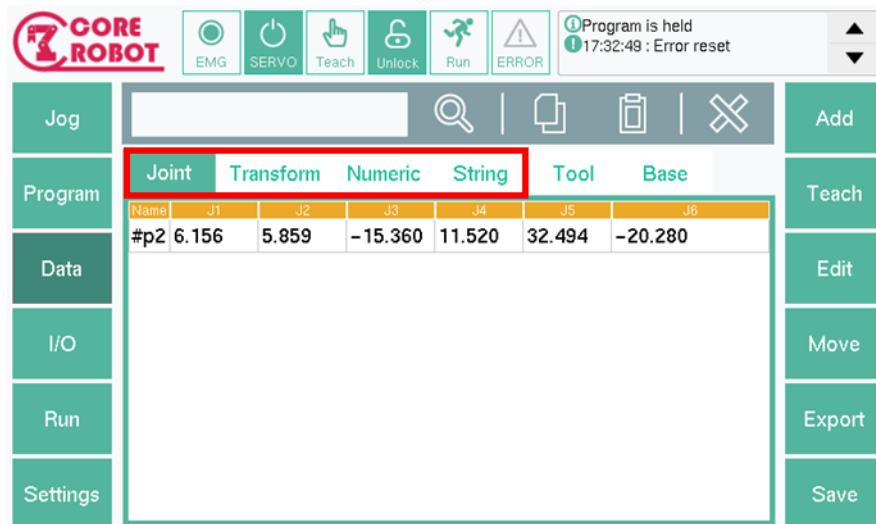 CORE
ROBOT
EMG
SERVO
Teach
Unlock
Run
ERROR
Program is held
17:32:49 : Error reset
Jog
Program
Data
I/O
Run
Settings
Joint Transform Numeric String Tool Base
Name J1 J2 J3 J4 J5 J6
#p2 6.156 5.859 -15.360 11.520 32.494 -20.280
Add
Teach
Edit
Move
Export
Save